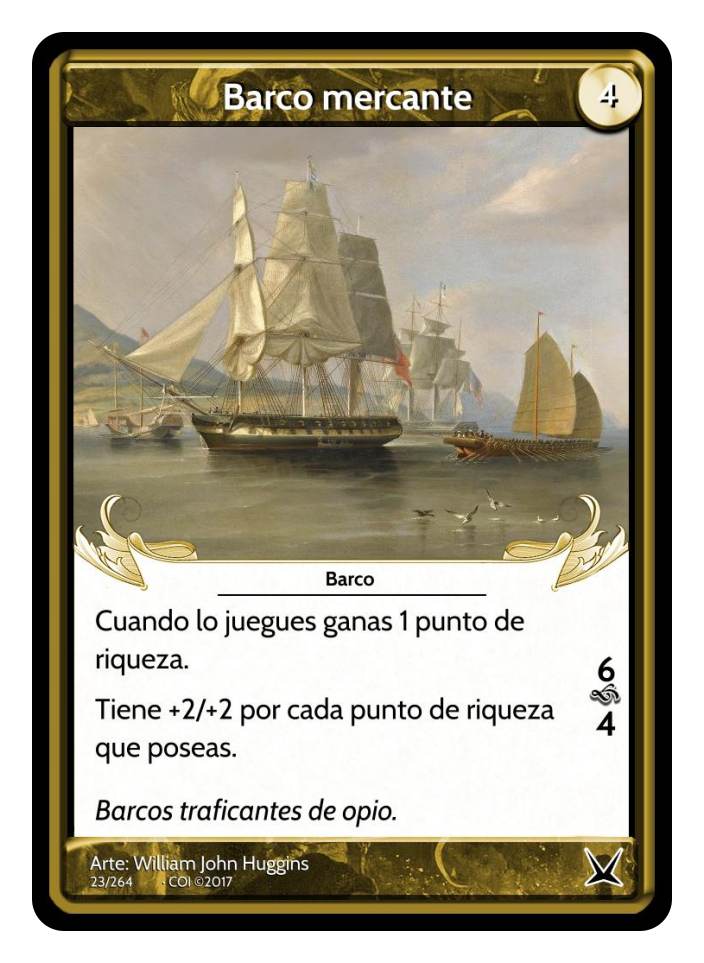 Barco mercante
4
Barco
Cuando lo juegues ganas 1 punto de
riqueza.
Tiene +2/+2 por cada punto de riqueza
que poseas.
6
4
Barcos traficantes de opio.
Arte: William John Huggins
23/264 · COI ©2017